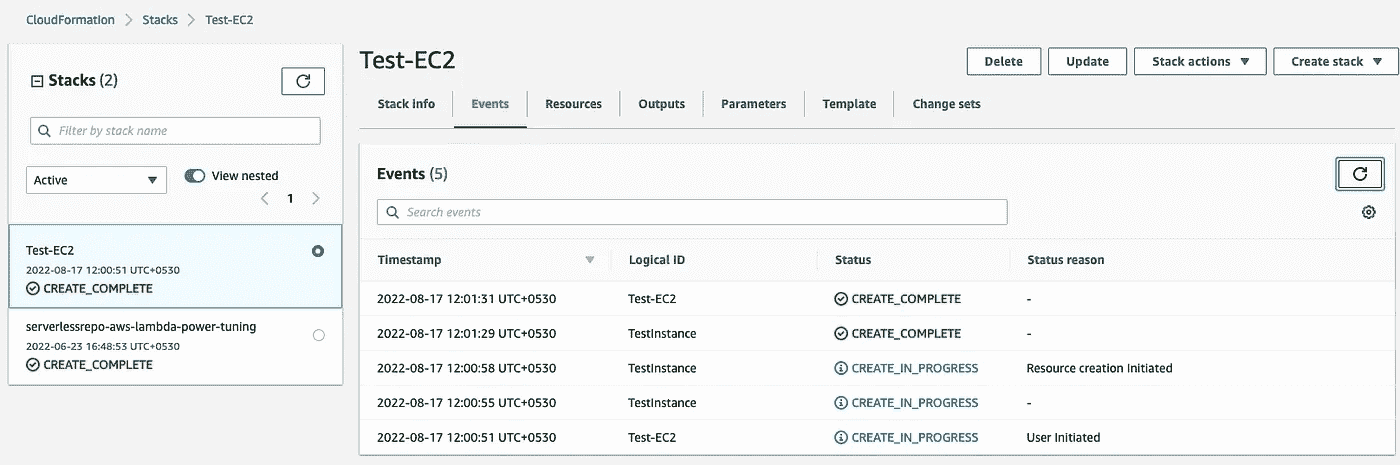 CloudFormation > Stacks > Test-EC2
Stacks (2)
Filter by stack name
Active
View nested
< 1 >
Test-EC2
2022-08-17 12:00:51 UTC+0530
CREATE_COMPLETE
serverlessrepo-aws-lambda-power-tuning
2022-06-23 16:48:53 UTC+0530
CREATE_COMPLETE
Test-EC2
Delete Update Stack actions Create stack
Stack info Events Resources Outputs Parameters Template Change sets
Events (5)
Search events
Timestamp Logical ID Status Status reason
2022-08-17 12:01:31 UTC+0530 Test-EC2 CREATE_COMPLETE -
2022-08-17 12:01:29 UTC+0530 TestInstance CREATE_COMPLETE -
2022-08-17 12:00:58 UTC+0530 TestInstance CREATE_IN_PROGRESS Resource creation Initiated
2022-08-17 12:00:55 UTC+0530 TestInstance CREATE_IN_PROGRESS -
2022-08-17 12:00:51 UTC+0530 Test-EC2 CREATE_IN_PROGRESS User Initiated